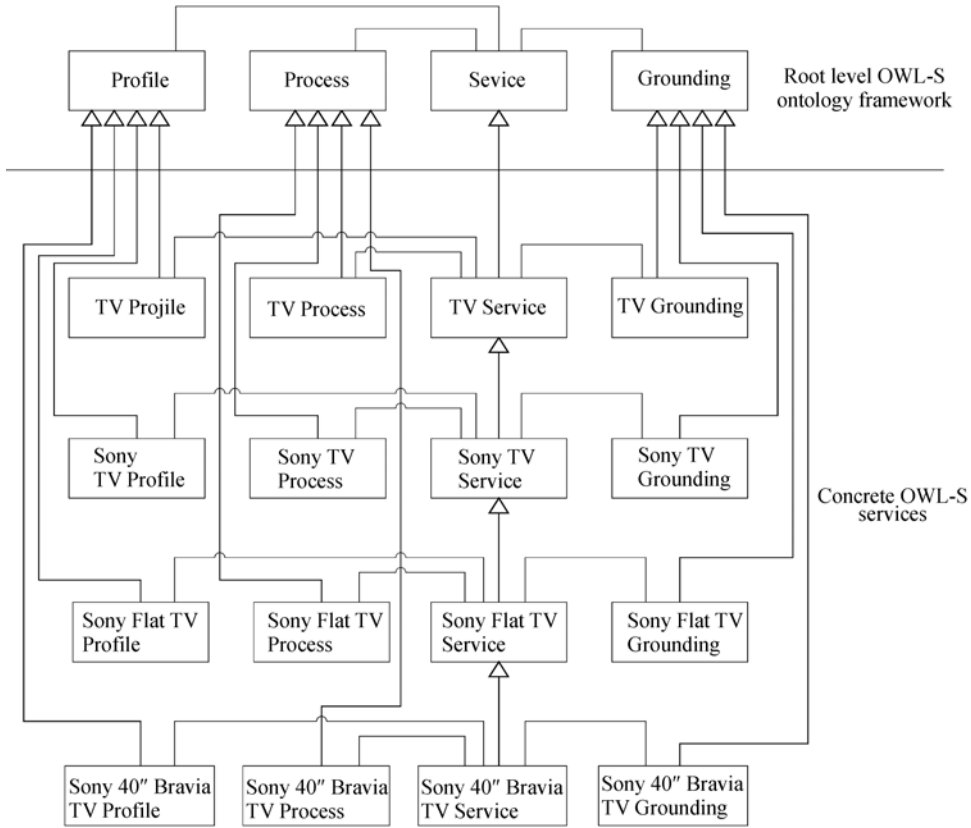 Profile
Process
Sevice
Grounding
Root level OWL-S
ontology framework
TV Projile
TV Process
TV Service
TV Grounding
Sony
TV Profile
Sony TV
Process
Sony TV
Service
Sony TV
Grounding
Concrete OWL-S
services
Sony Flat TV
Profile
Sony Flat TV
Process
Sony Flat TV
Service
Sony Flat TV
Grounding
Sony 40″ Bravia
TV Profile
Sony 40″ Bravia
TV Process
Sony 40″ Bravia
TV Service
Sony 40″ Bravia
TV Grounding